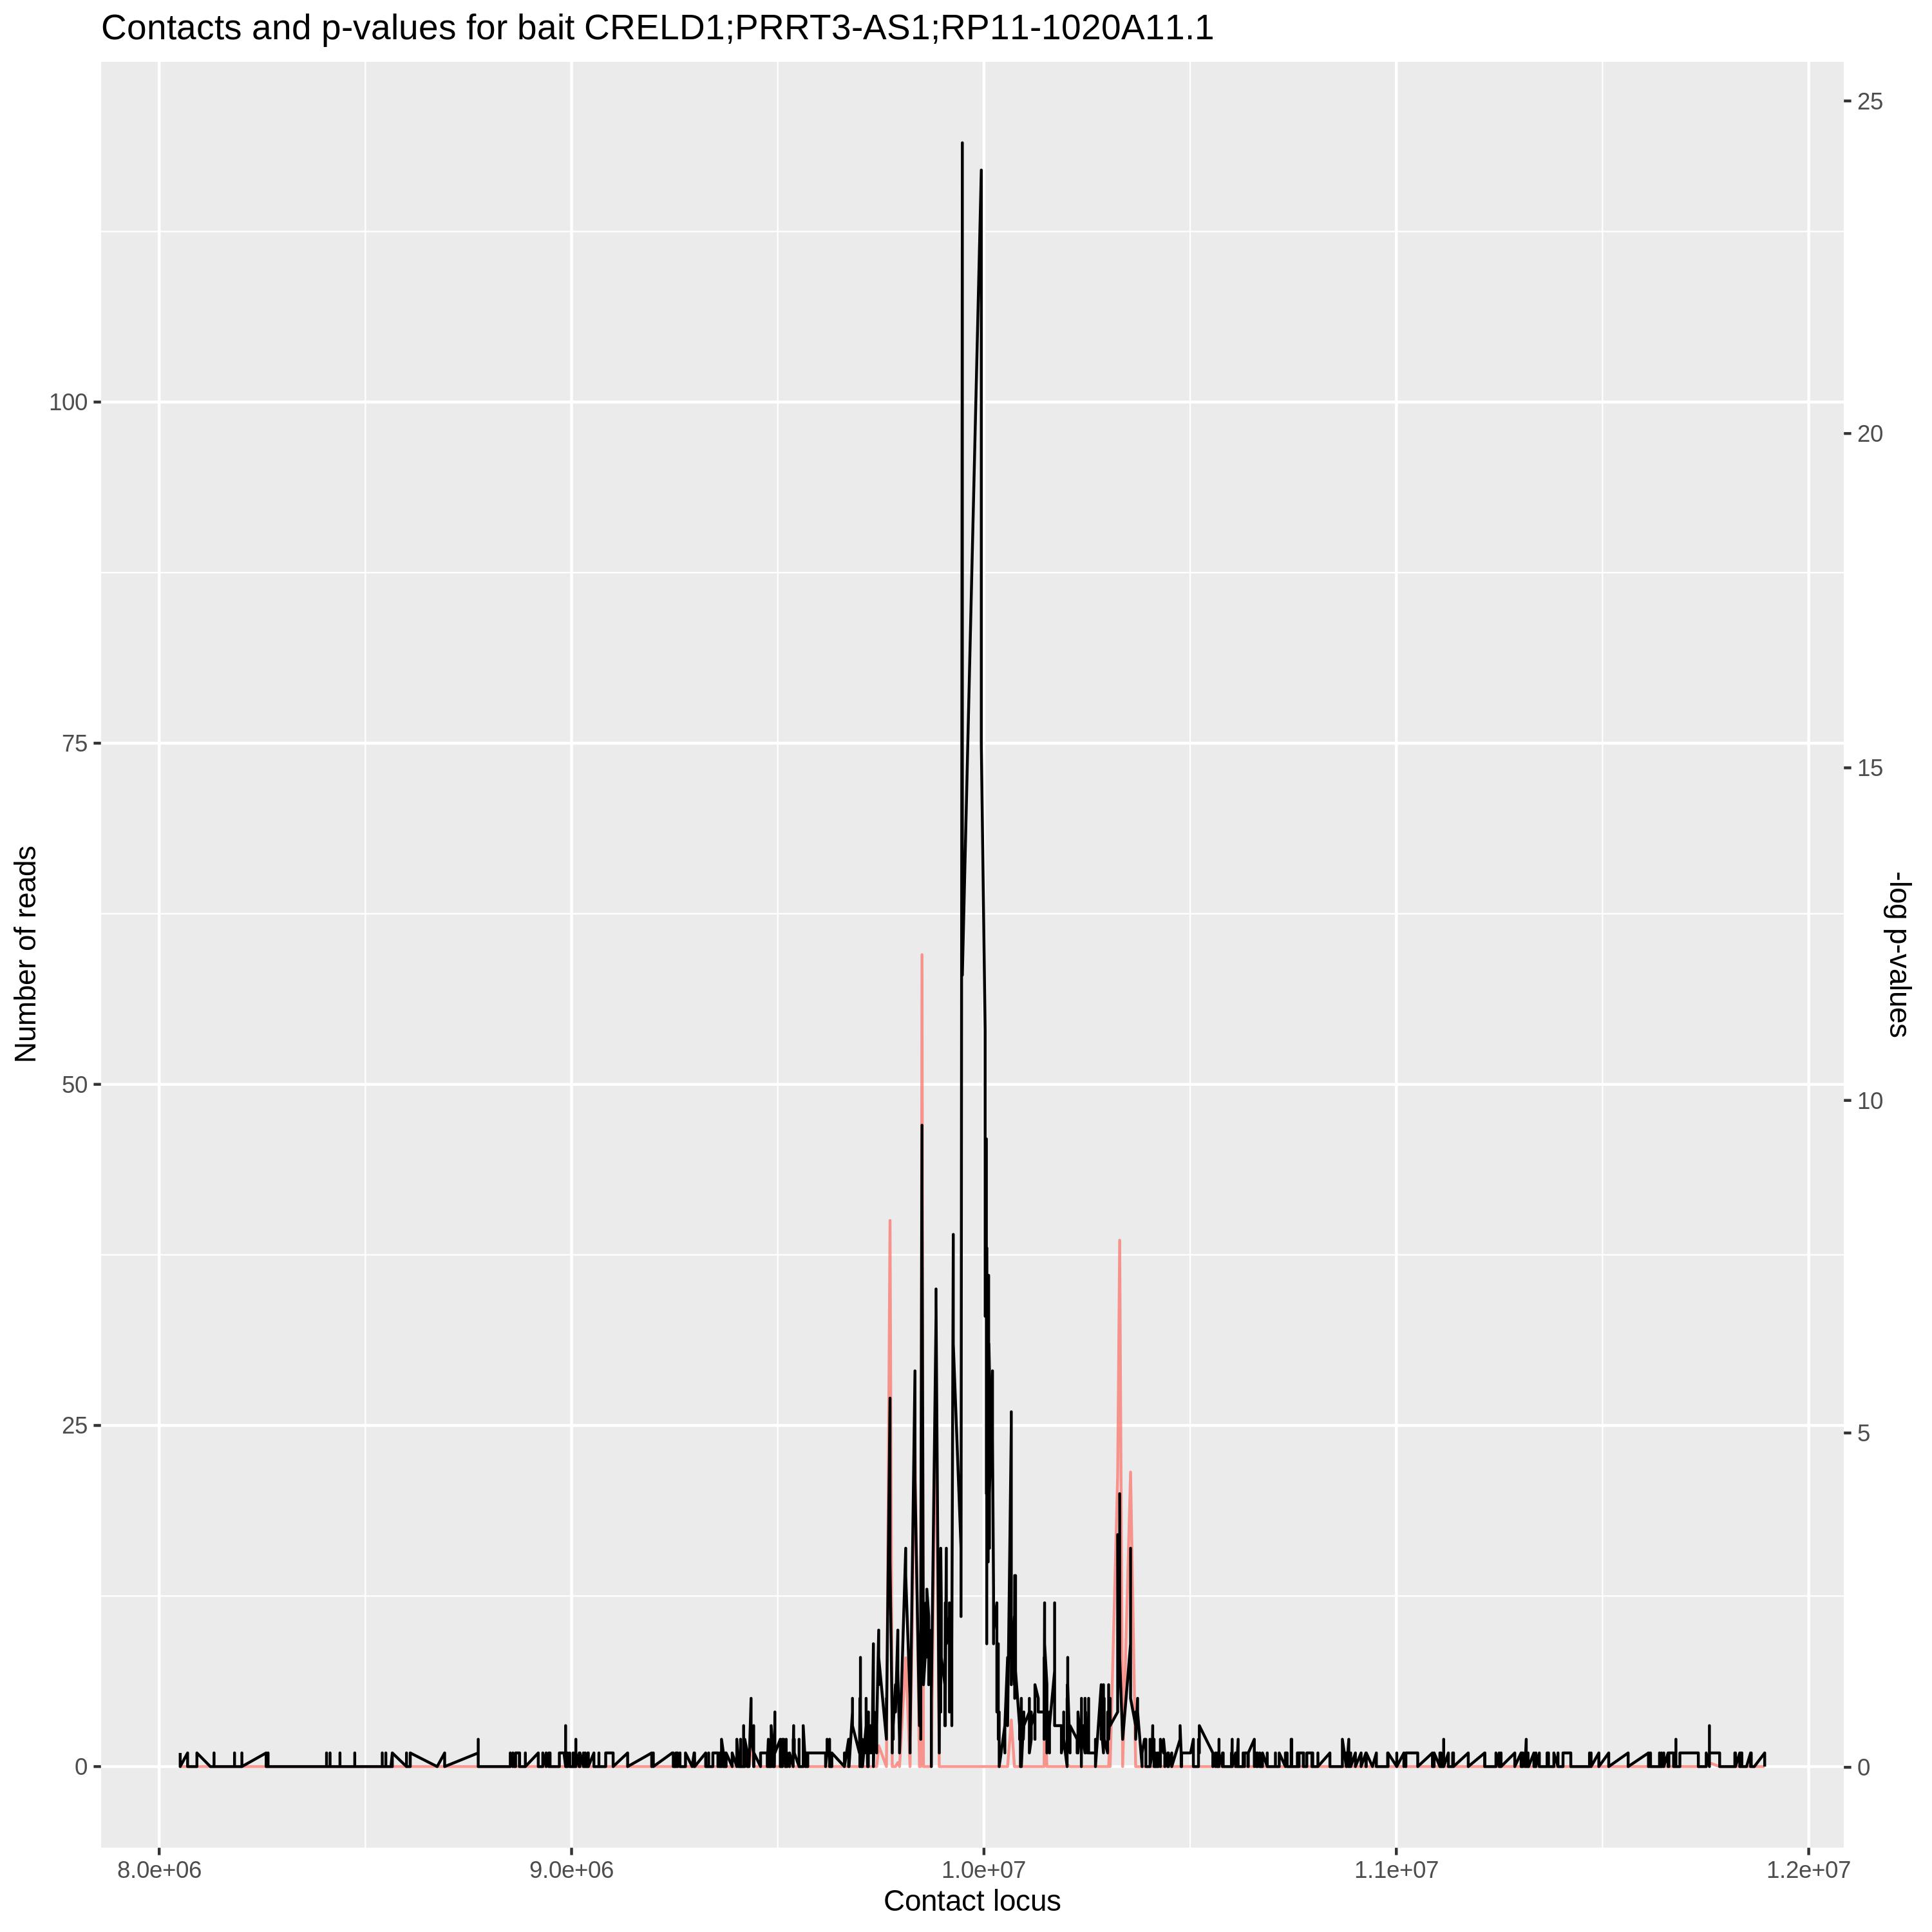 Contacts and p-values for bait CRELD1;PRRT3-AS1;RP11-1020A11.1
25
100
20
75
15
Number of reads
-log p-values
50
10
25
5
0
0
8.0e+06 9.0e+06 1.0e+07 1.1e+07 1.2e+07
Contact locus